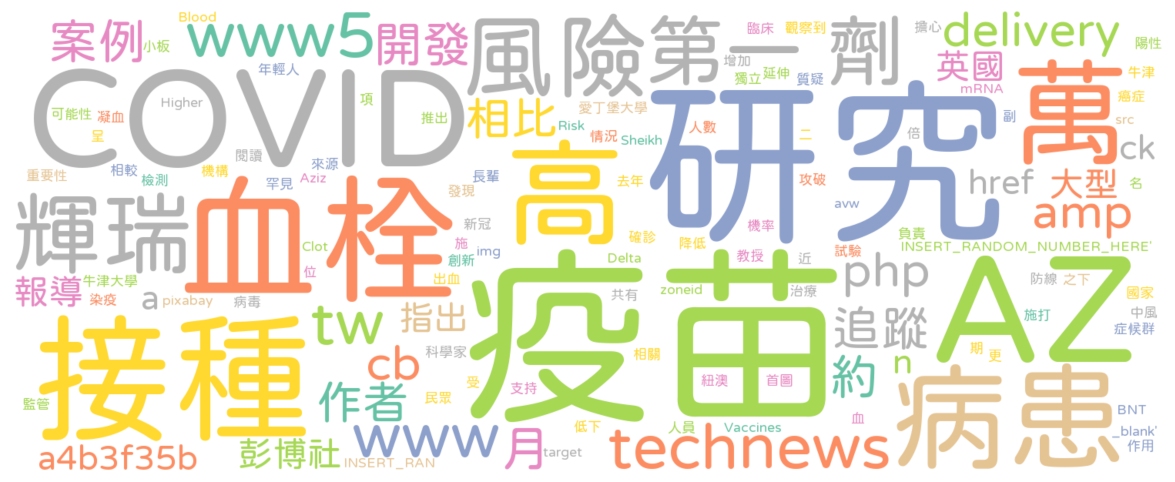 Blood
案例
小板
www5
開發
風險
第一
劑
delivery
臨床
觀察到
擔心
陽性
年輕人
COVID
Higher
項
可能性
凝血
呈
推出
相比
愛丁堡大學
增加
獨立
延伸
質疑
英國
mRNA
萬
牛津
癌症
src
ck
重要性
相較
檢測
機構
閱讀
罕見
來源
Aziz
Risk
情況
Sheikh
人數
二
攻破
倍
副
研究
高
長輩
去年
發現
avw
href
大型
名
amp
輝瑞
血栓
新冠
施
創新
img
Clot
位
出血
確診
降低
機率
教授
近
試驗
負責
INSERT_RANDOM_NUMBER_HERE'
報導
牛津大學
染疫
a
pixabay
病毒
Delta
共有
zoneid
治療
php
AZ
防線
之下
國家
中風
症候群
施打
接種
tw
指出
疫苗
追蹤
科學家
cb
相關
期
更
n
監管
作者
民眾
受
支持
紐澳
首圖
約
病患
BNT
_blank'
作用
彭博社
www
月
低下
target
人員
Vaccines
血
technews
a4b3f35b
INSERT_RAN